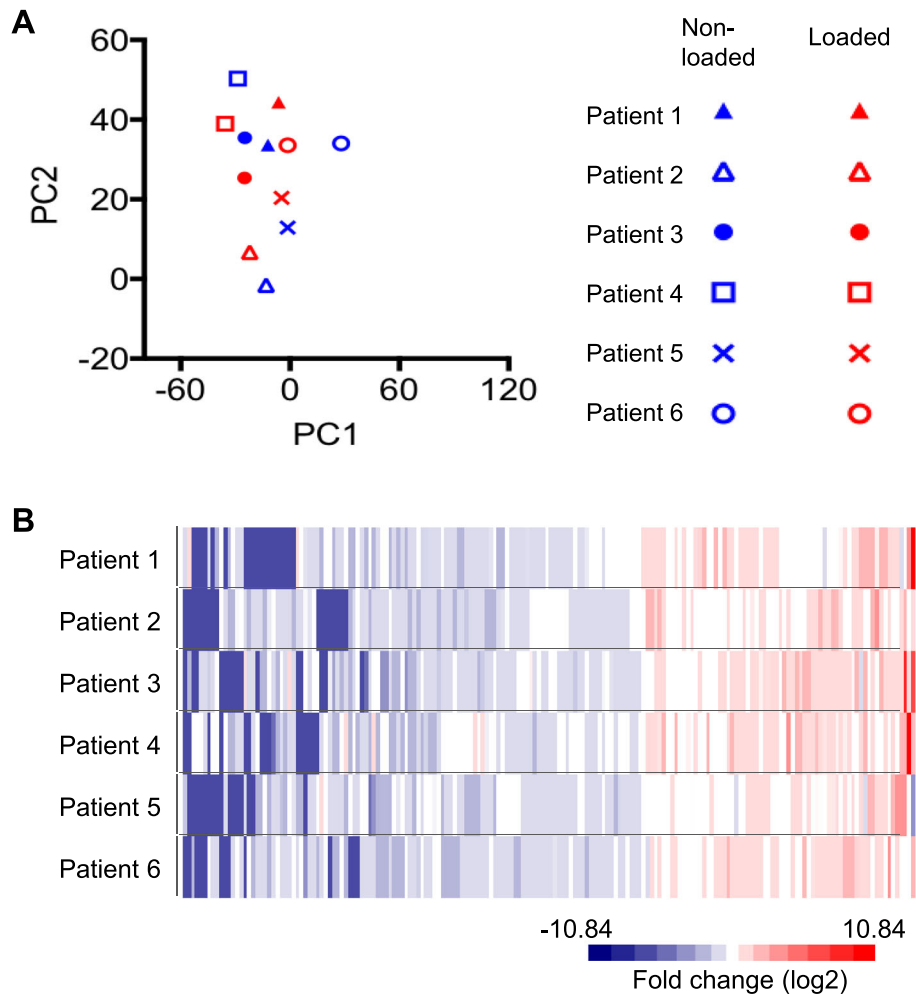 A
60
40
20
0
-20
PC2
-60 0 60 120
PC1
Non-
loaded
Loaded
Patient 1
Patient 2
Patient 3
Patient 4
Patient 5
Patient 6
B
Patient 1
Patient 2
Patient 3
Patient 4
Patient 5
Patient 6
-10.84 10.84
Fold change (log2)